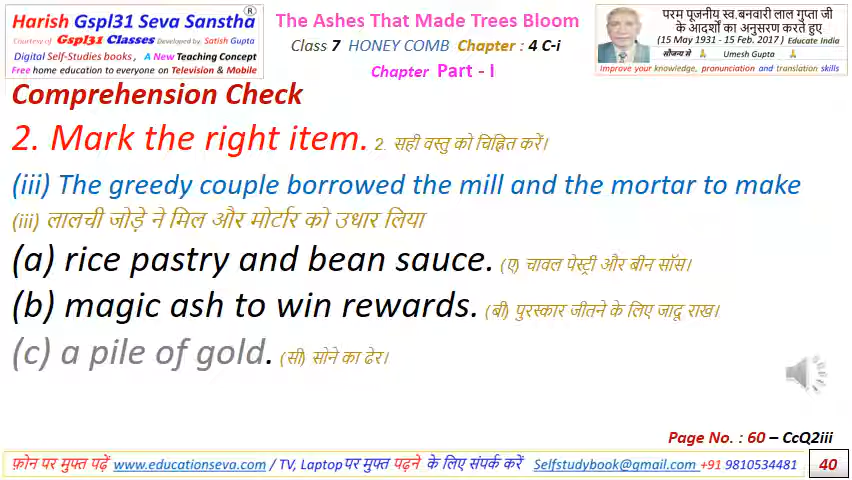 Harish Gspl31 Seva Sanstha®
Courtesy of Gspl31 Classes Developed by Satish Gupta
Digital Self-Studies books, A New Teaching Concept
Free home education to everyone on Television & Mobile
The Ashes That Made Trees Bloom
Class 7 HONEY COMB Chapter : 4 C-i
Chapter Part - I
परम पूजनीय स्व.बनवारी लाल गुप्ता जी
के आदर्शों का अनुसरण करते हुए
(15 May 1931 - 15 Feb. 2017 ) Educate India
सौजन्य से 🙏 Umesh Gupta 🙏
Improve your knowledge, pronunciation and translation skills
Comprehension Check
2. Mark the right item. 2. सही वस्तु को चिह्नित करें।
(iii) The greedy couple borrowed the mill and the mortar to make
(iii) लालची जोड़े ने मिल और मोर्टार को उधार लिया
(a) rice pastry and bean sauce. (ए) चावल पेस्ट्री और बीन सॉस।
(b) magic ash to win rewards. (बी) पुरस्कार जीतने के लिए जादू राख।
(c) a pile of gold. (सी) सोने का ढेर।
Page No. : 60 – CcQ2iii
फ़ोन पर मुफ्त पढ़ें www.educationseva.com / TV, Laptop पर मुफ्त पढ़ने के लिए संपर्क करें Selfstudybook@gmail.com +91 9810534481
40